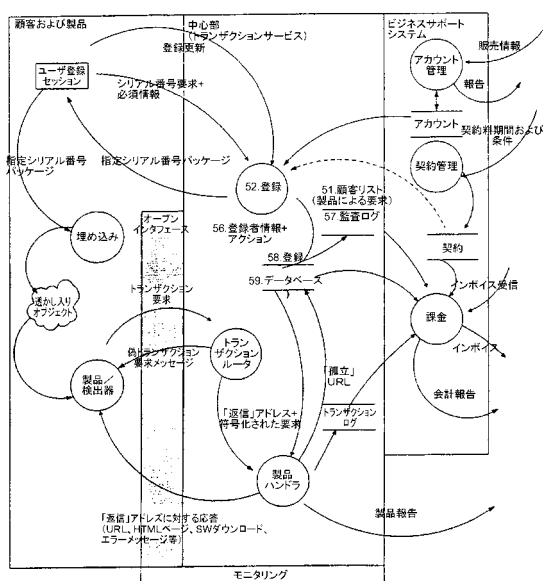 顧客および製品
中心部
(トランザクションサービス)
登録更新
ビジネスサポート
システム
販売情報
アカウント
管理
報告
ユーザ登録
セッション
シリアル番号要求+
必須情報
アカウント
契約料期間および
条件
契約管理
指定シリアル番号
パッケージ
指定シリアル番号パッケージ
52.登録
51.顧客リスト
(製品による要求)
57.監査ログ
56.登録者情報+
アクション
契約
埋め込み
オープン
インタフェース
58.登録
59.データベース
インボイス受信
透かし入り
オブジェクト
トランザクション
要求
課金
インボイス
偽トランザクション
要求メッセージ
トラン
ザクション
ルータ
「孤立」
URL
会計報告
製品/
検出器
「返信」アドレス+
符号化された要求
トランザクション
ログ
製品
ハンドラ
製品報告
「返信」アドレスに対する応答
(URL、HTMLページ、SWダウンロード、
エラーメッセージ等)
モニタリング